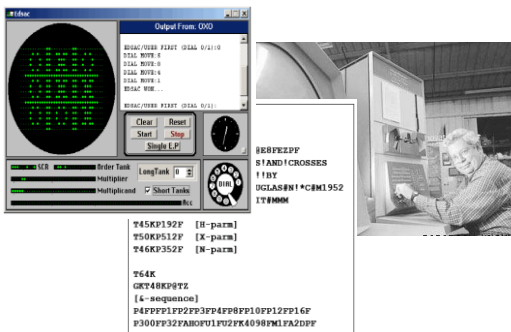 Edsac
Output From: OXO
EDSAC/USER FIRST (DIAL 0/1):0
DIAL MOVE:6
DIAL MOVE:8
DIAL MOVE:4
DIAL MOVE:1
EDSAC WON...
EDSAC/USER FIRST (DIAL 0/1):
Clear
Reset
Start
Stop
Single E.P
SCR
Order Tank
Multiplier
Multiplicand
Acc
LongTank 0
Short Tanks
DIAL
@E8FEZPF
S!AND!CROSSES
!!BY
UGLAS#N!*C#M1952
IT#MMM
T45KP192F [H-parm]
T50KP512F [X-parm]
T46KP352F [N-parm]
T64K
GKT48KP@TZ
[&-sequence]
P4FPFP1FP2FP3FP4FP8FP10FP12FP16F
P300FP32FAHOFU1FU2FK4098FM1FA2DPF